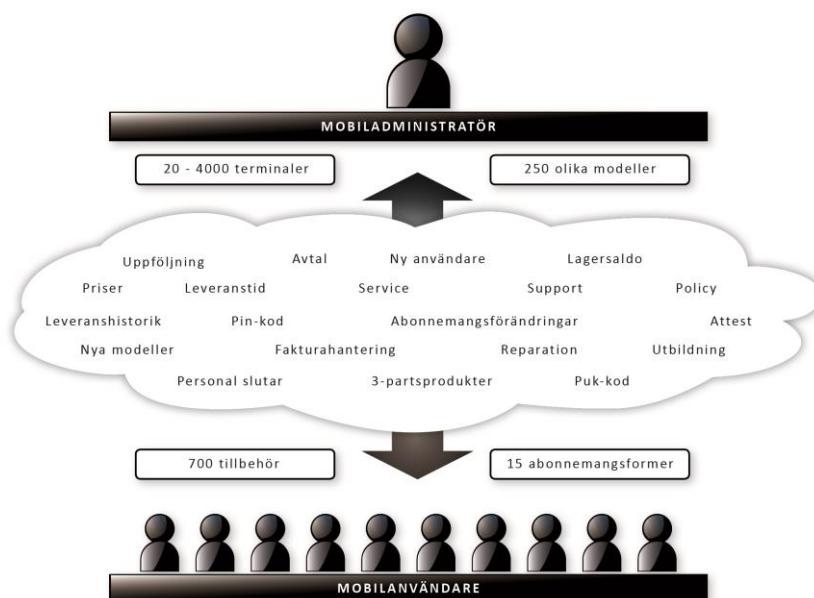 MOBILADMINISTRATÖR
20 - 4000 terminaler
250 olika modeller
Uppföljning Avtal Ny användare Lagersaldo
Priser Leveranstid Service Support Policy
Leveranshistorik Pin-kod Abonnemangsförändringar Attest
Nya modeller Fakturahantering Reparation Utbildning
Personal slutar 3-partsprodukter Puk-kod
700 tillbehör
15 abonnemangsformer
MOBILANVÄNDARE